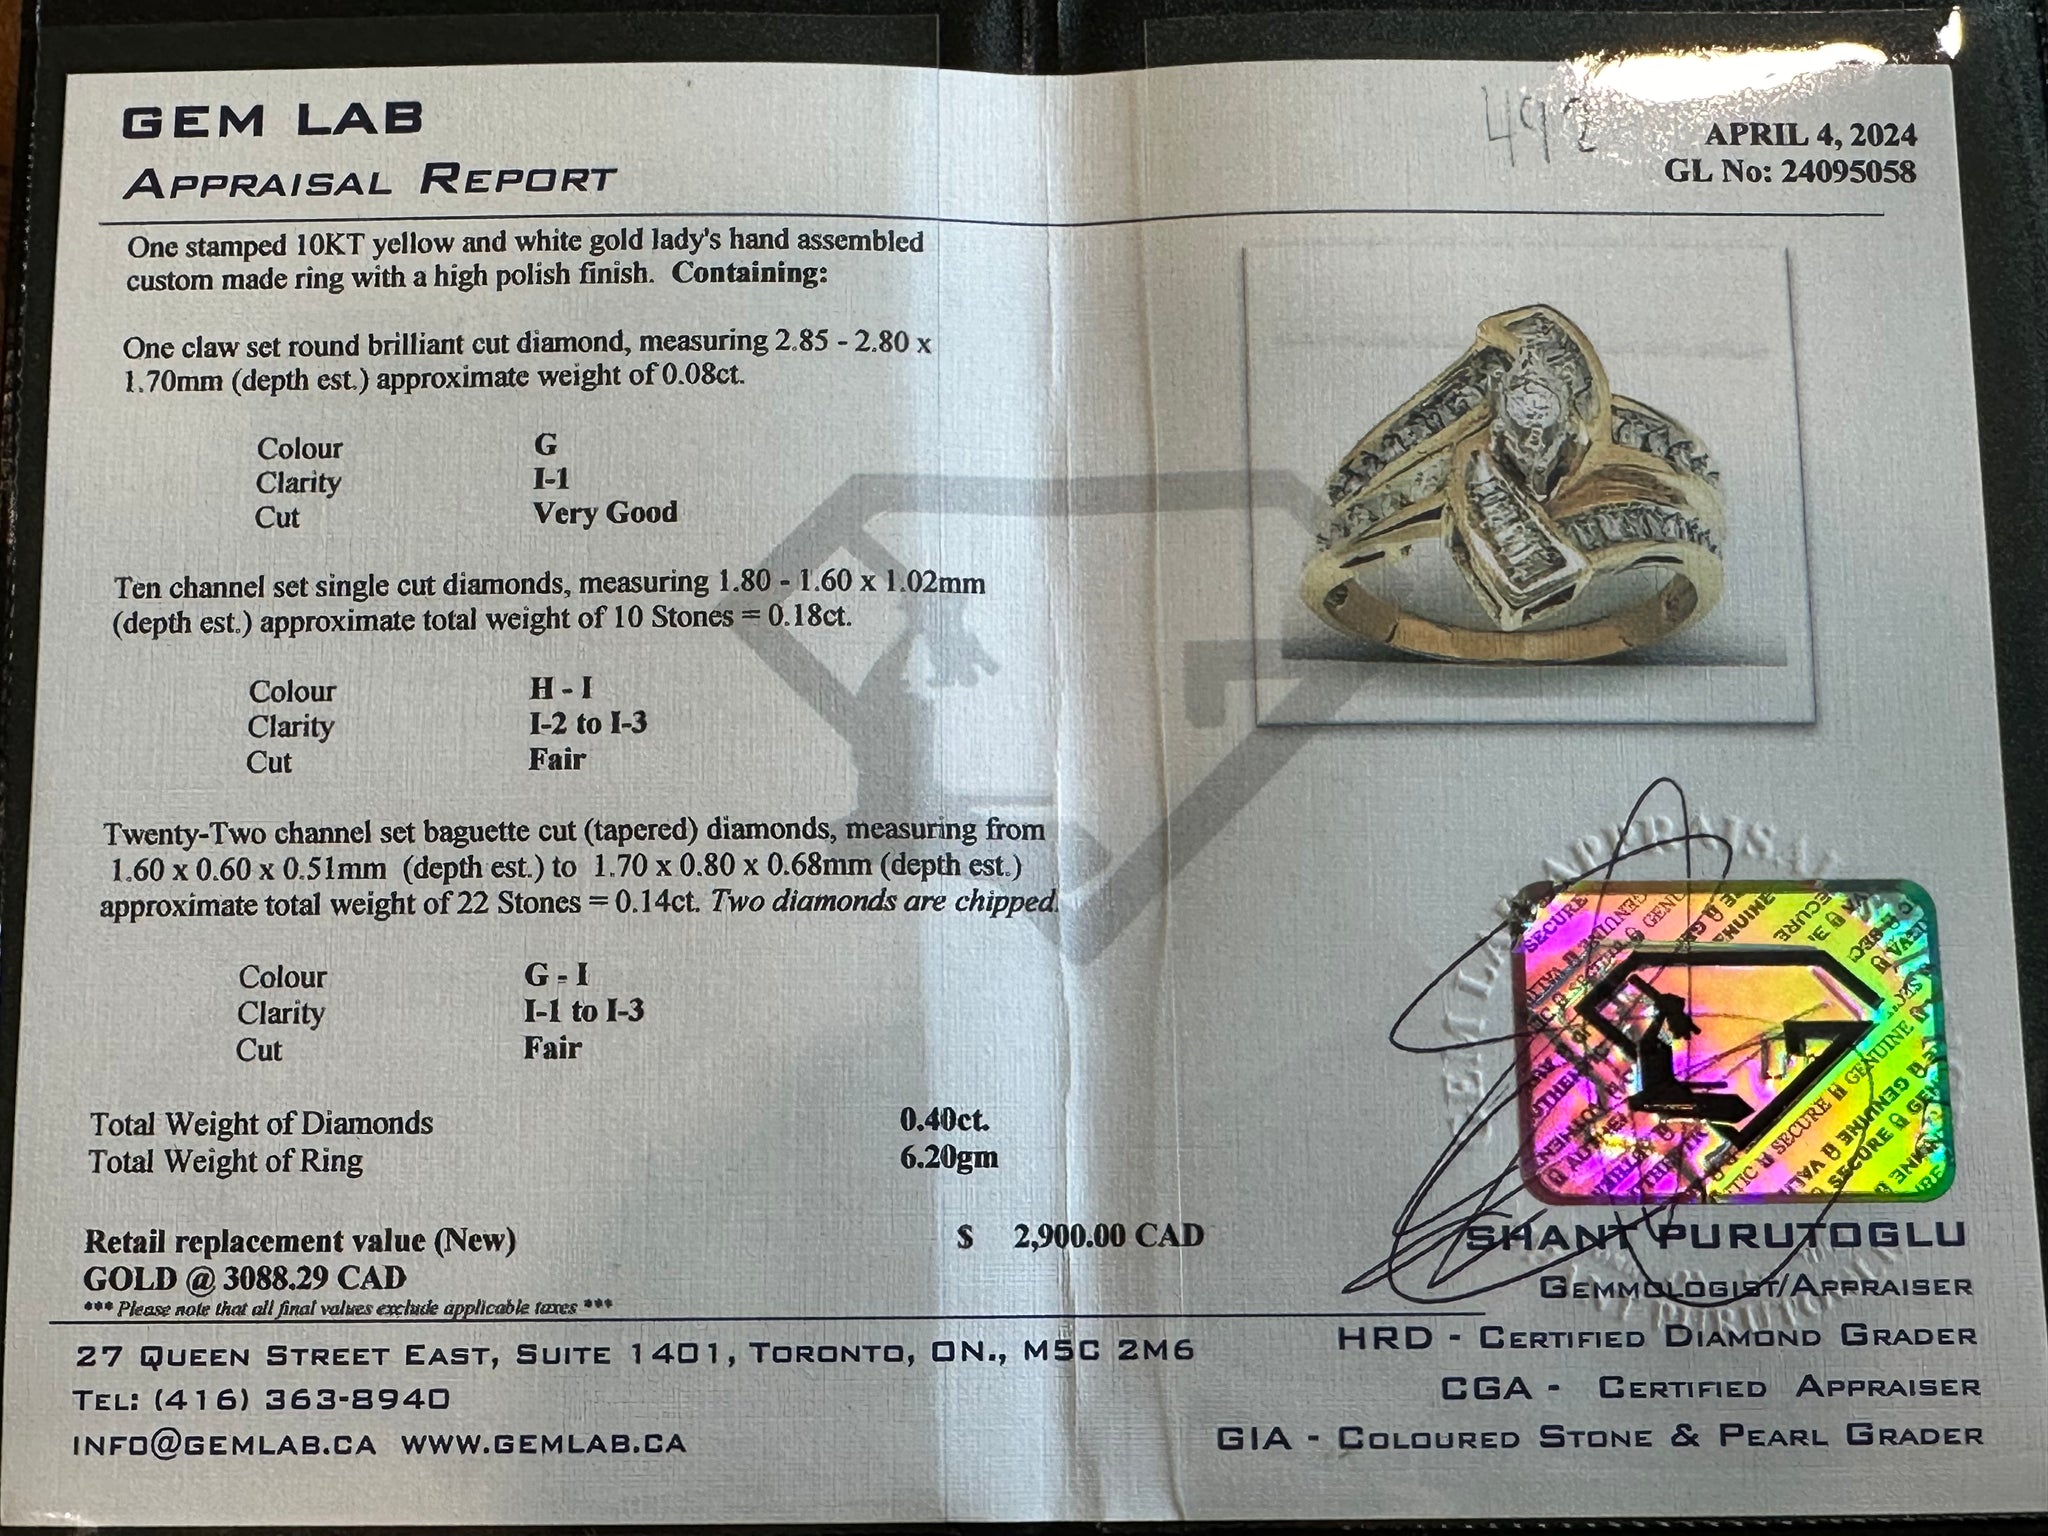 GEM LAB
APPRAISAL REPORT
492
APRIL 4, 2024
GL No: 24095058
One stamped 10KT yellow and white gold lady's hand assembled
custom made ring with a high polish finish. Containing:
One claw set round brilliant cut diamond, measuring 2.85 - 2.80 x
1.70mm (depth est.) approximate weight of 0.08ct.
Colour G
Clarity I-1
Cut Very Good
Ten channel set single cut diamonds, measuring 1.80 - 1.60 x 1.02mm
(depth est.) approximate total weight of 10 Stones = 0.18ct.
Colour H - I
Clarity I-2 to I-3
Cut Fair
Twenty-Two channel set baguette cut (tapered) diamonds, measuring from
1.60 x 0.60 x 0.51mm (depth est.) to 1.70 x 0.80 x 0.68mm (depth est.)
approximate total weight of 22 Stones = 0.14ct. Two diamonds are chipped.
Colour G - I
Clarity I-1 to I-3
Cut Fair
Total Weight of Diamonds 0.40ct.
Total Weight of Ring 6.20gm
Retail replacement value (New) $ 2,900.00 CAD
GOLD @ 3088.29 CAD
*** Please note that all final values exclude applicable taxes ***
27 QUEEN STREET EAST, SUITE 1401, TORONTO, ON., M5C 2M6
TEL: (416) 363-8940
INFO@GEMLAB.CA WWW.GEMLAB.CA
SHANT PURUTOGLU
GEMMOLOGIST/APPRAISER
HRD - CERTIFIED DIAMOND GRADER
CGA - CERTIFIED APPRAISER
GIA - COLOURED STONE & PEARL GRADER
GEM LAB APPRAISAL
SECURE
GENUINE